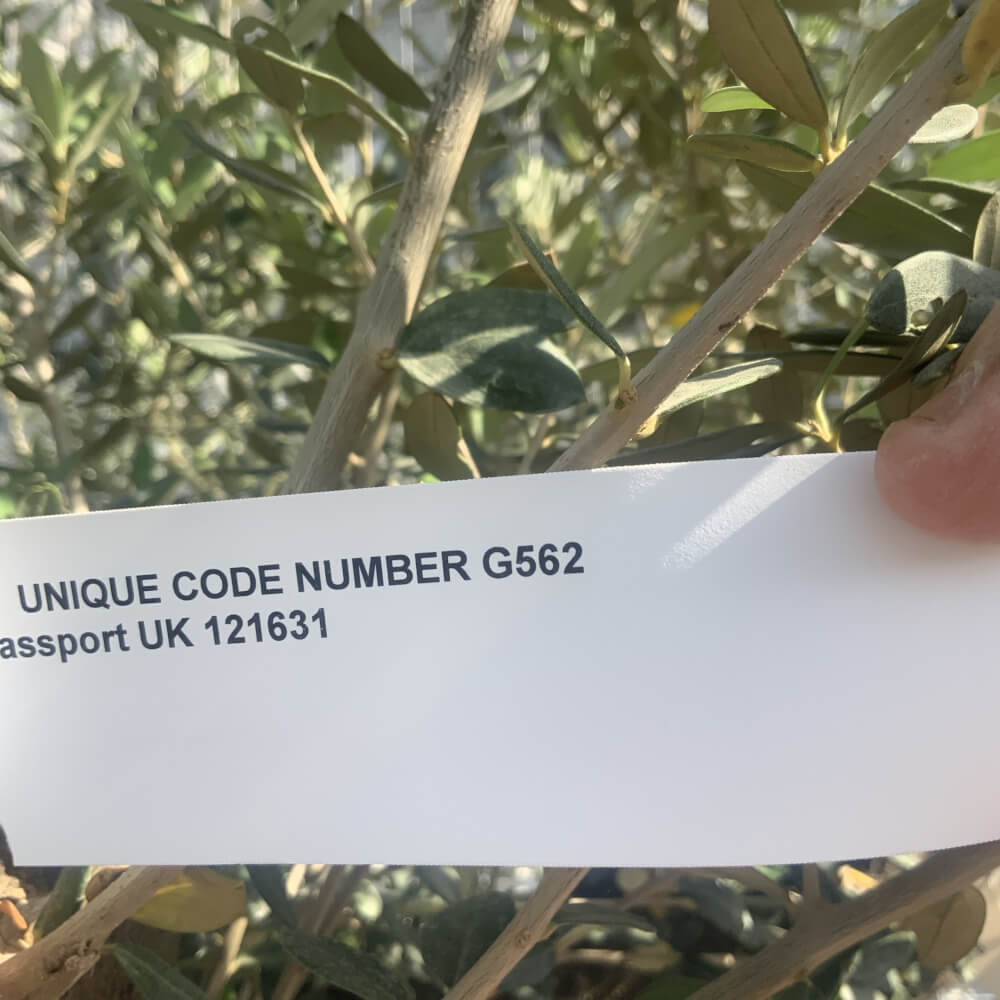 UNIQUE CODE NUMBER G562
assport UK 121631